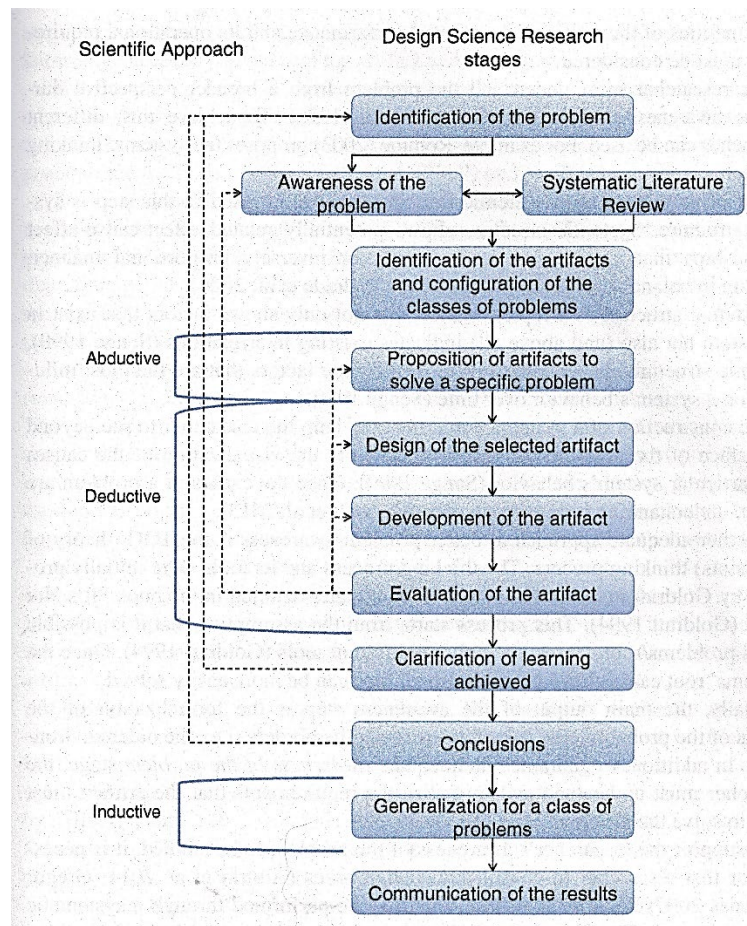 Scientific Approach
Design Science Research
stages
Identification of the problem
Awareness of the
problem
Systematic Literature
Review
Identification of the artifacts
and configuration of the
classes of problems
Abductive
Proposition of artifacts to
solve a specific problem
Design of the selected artifact
Deductive
Development of the artifact
Evaluation of the artifact
Clarification of learning
achieved
Conclusions
Inductive
Generalization for a class of
problems
Communication of the results